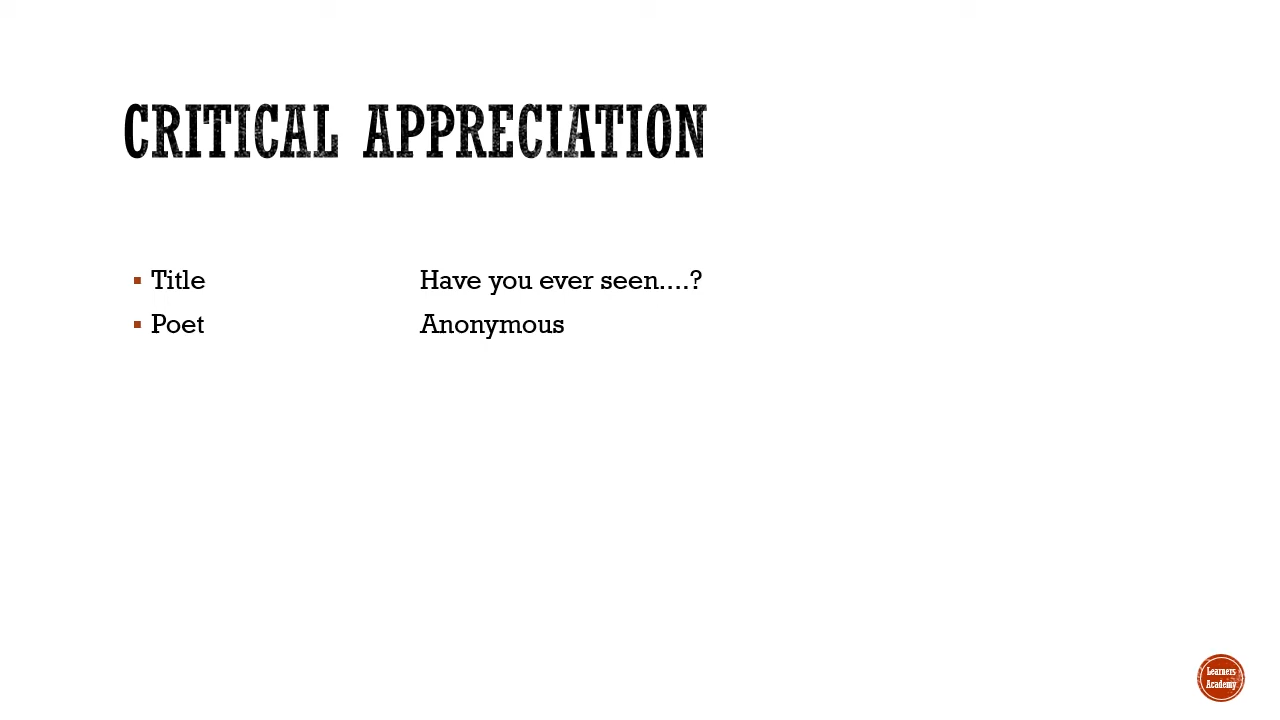 CRITICAL APPRECIATION
▪ Title Have you ever seen....?
▪ Poet Anonymous
Learners
Academy